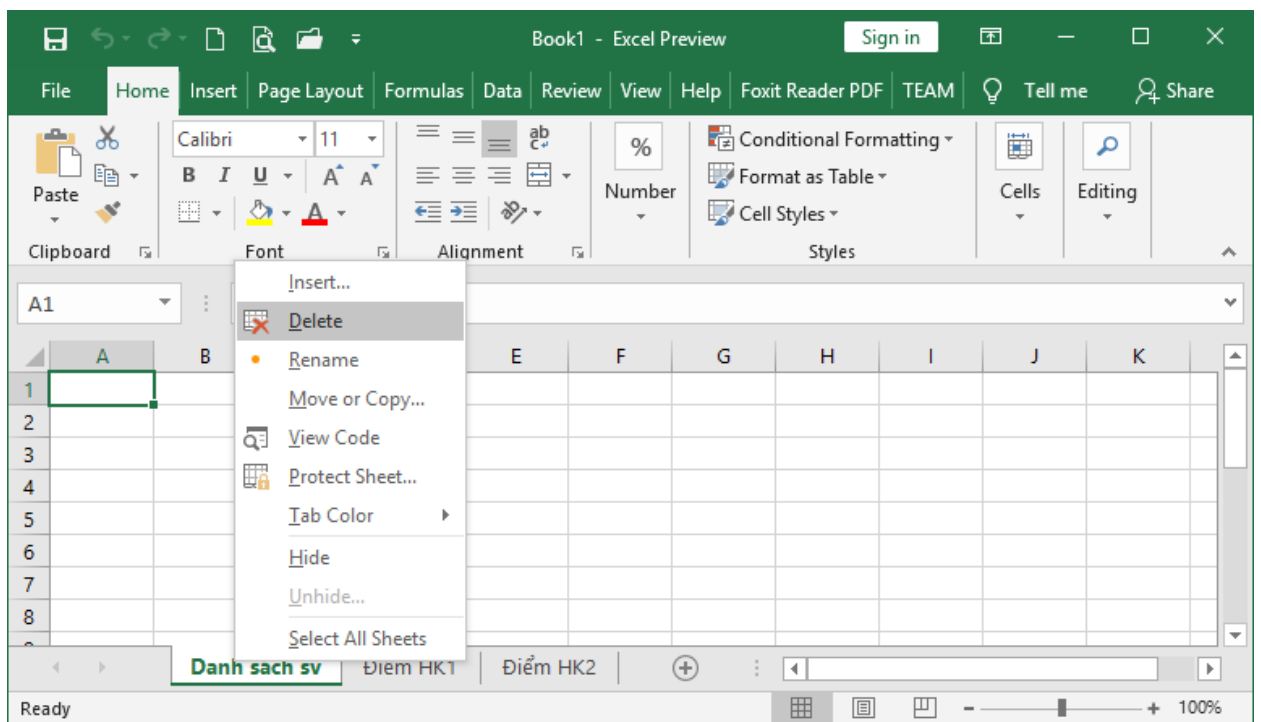 Book1 - Excel Preview Sign in
File Home Insert Page Layout Formulas Data Review View Help Foxit Reader PDF TEAM Tell me Share
Calibri 11 ab c % Conditional Formatting
Paste B I U A A Number Format as Table Cells Editing
A Cell Styles
Clipboard Font Alignment Styles
A1
Insert...
Delete
Rename
Move or Copy...
View Code
Protect Sheet...
Tab Color
Hide
Unhide...
Select All Sheets
A B E F G H I J K
1
2
3
4
5
6
7
8
Danh sách sv Điểm HK1 Điểm HK2
Ready 100%